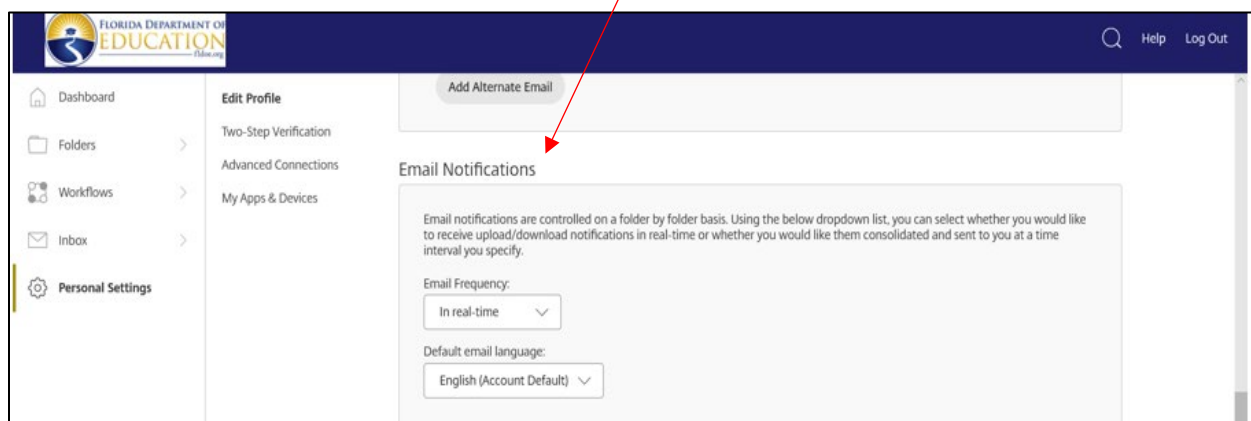 FLORIDA DEPARTMENT OF
EDUCATION
fldoe.org
Help
Log Out
Dashboard
Folders
Workflows
Inbox
Personal Settings
Edit Profile
Two-Step Verification
Advanced Connections
My Apps & Devices
Add Alternate Email
Email Notifications
Email notifications are controlled on a folder by folder basis. Using the below dropdown list, you can select whether you would like
to receive upload/download notifications in real-time or whether you would like them consolidated and sent to you at a time
interval you specify.
Email Frequency:
In real-time
Default email language:
English (Account Default)